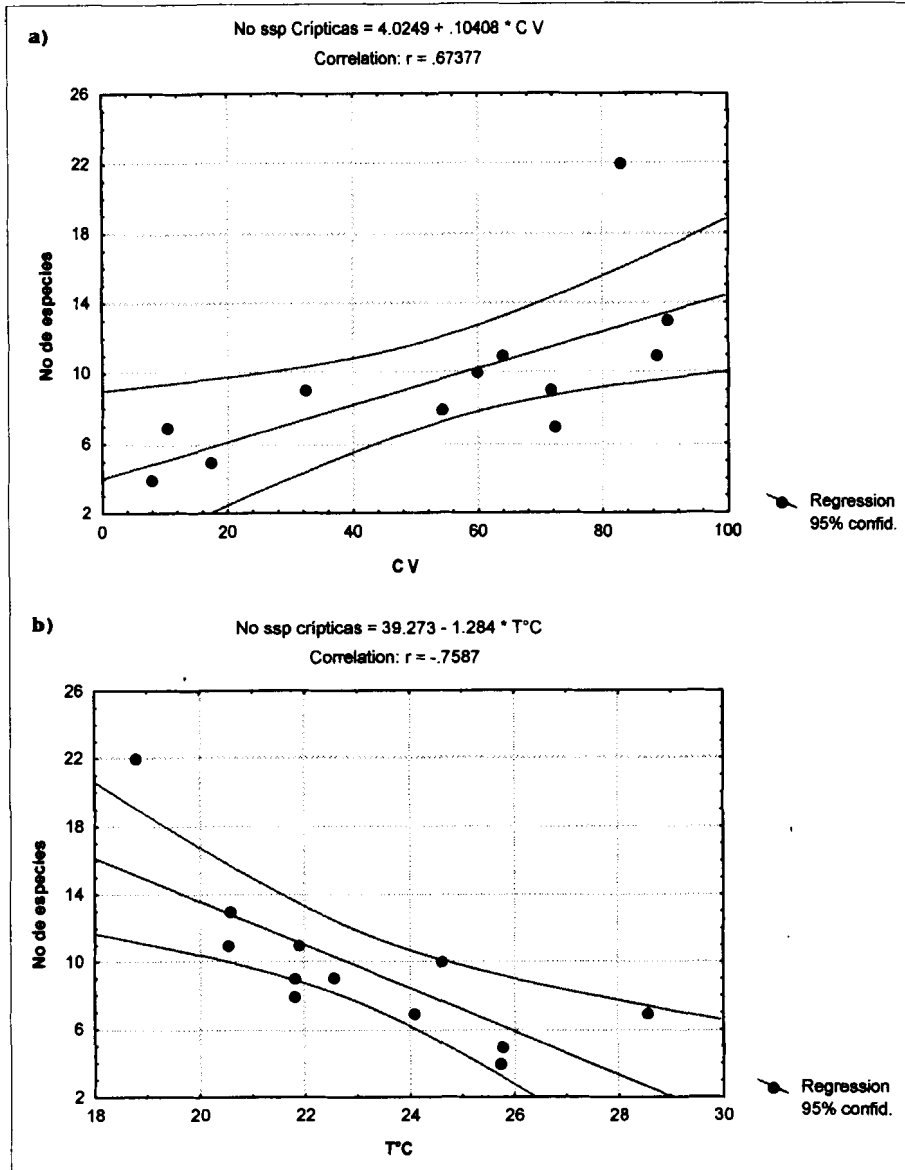 a)
No ssp Crípticas = 4.0249 + .10408 * C V
Correlation: r = .67377
26
22
18
14
10
6
2
No de especies
0 20 40 60 80 100
C V
Regression
95% confid.
b)
No ssp crípticas = 39.273 - 1.284 * T°C
Correlation: r = -.7587
26
22
18
14
10
6
2
No de especies
18 20 22 24 26 28 30
T°C
Regression
95% confid.